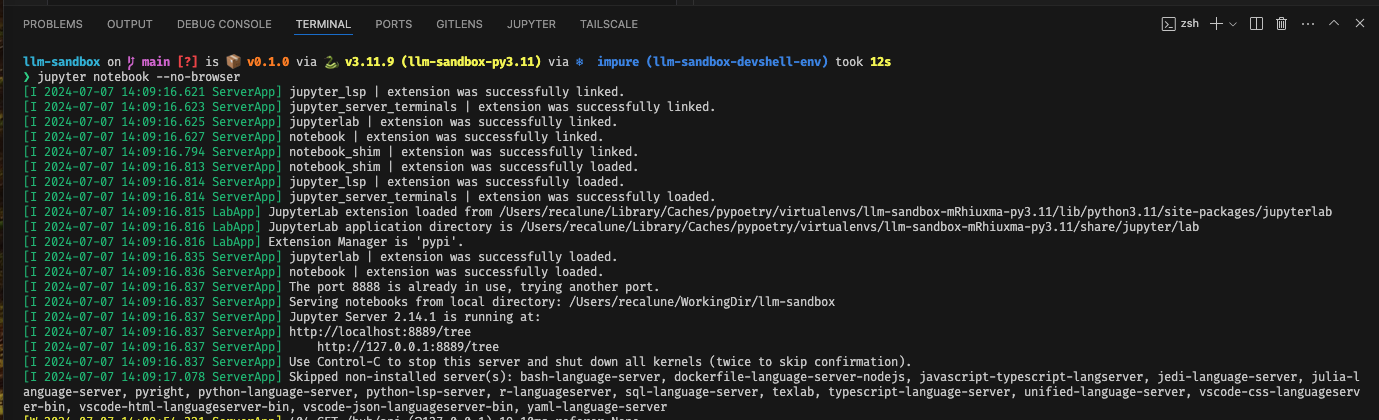 PROBLEMS OUTPUT DEBUG CONSOLE TERMINAL PORTS GITLENS JUPYTER TAILSCALE zsh
llm-sandbox on main [?] is 📦 v0.1.0 via 🐍 v3.11.9 (llm-sandbox-py3.11) via ❄ impure (llm-sandbox-devshell-env) took 12s
❯ jupyter notebook --no-browser
[I 2024-07-07 14:09:16.621 ServerApp] jupyter_lsp | extension was successfully linked.
[I 2024-07-07 14:09:16.623 ServerApp] jupyter_server_terminals | extension was successfully linked.
[I 2024-07-07 14:09:16.625 ServerApp] jupyterlab | extension was successfully linked.
[I 2024-07-07 14:09:16.627 ServerApp] notebook | extension was successfully linked.
[I 2024-07-07 14:09:16.794 ServerApp] notebook_shim | extension was successfully linked.
[I 2024-07-07 14:09:16.813 ServerApp] notebook_shim | extension was successfully loaded.
[I 2024-07-07 14:09:16.814 ServerApp] jupyter_lsp | extension was successfully loaded.
[I 2024-07-07 14:09:16.814 ServerApp] jupyter_server_terminals | extension was successfully loaded.
[I 2024-07-07 14:09:16.815 LabApp] JupyterLab extension loaded from /Users/recalune/Library/Caches/pypoetry/virtualenvs/llm-sandbox-mRhiuxma-py3.11/lib/python3.11/site-packages/jupyterlab
[I 2024-07-07 14:09:16.816 LabApp] JupyterLab application directory is /Users/recalune/Library/Caches/pypoetry/virtualenvs/llm-sandbox-mRhiuxma-py3.11/share/jupyter/lab
[I 2024-07-07 14:09:16.816 LabApp] Extension Manager is 'pypi'.
[I 2024-07-07 14:09:16.835 ServerApp] jupyterlab | extension was successfully loaded.
[I 2024-07-07 14:09:16.836 ServerApp] notebook | extension was successfully loaded.
[I 2024-07-07 14:09:16.837 ServerApp] The port 8888 is already in use, trying another port.
[I 2024-07-07 14:09:16.837 ServerApp] Serving notebooks from local directory: /Users/recalune/WorkingDir/llm-sandbox
[I 2024-07-07 14:09:16.837 ServerApp] Jupyter Server 2.14.1 is running at:
[I 2024-07-07 14:09:16.837 ServerApp] http://localhost:8889/tree
[I 2024-07-07 14:09:16.837 ServerApp]     http://127.0.0.1:8889/tree
[I 2024-07-07 14:09:16.837 ServerApp] Use Control-C to stop this server and shut down all kernels (twice to skip confirmation).
[I 2024-07-07 14:09:17.078 ServerApp] Skipped non-installed server(s): bash-language-server, dockerfile-language-server-nodejs, javascript-typescript-langserver, jedi-language-server, julia-l
anguage-server, pyright, python-language-server, python-lsp-server, r-languageserver, sql-language-server, texlab, typescript-language-server, unified-language-server, vscode-css-languageserv
er-bin, vscode-html-languageserver-bin, vscode-json-languageserver-bin, yaml-language-server